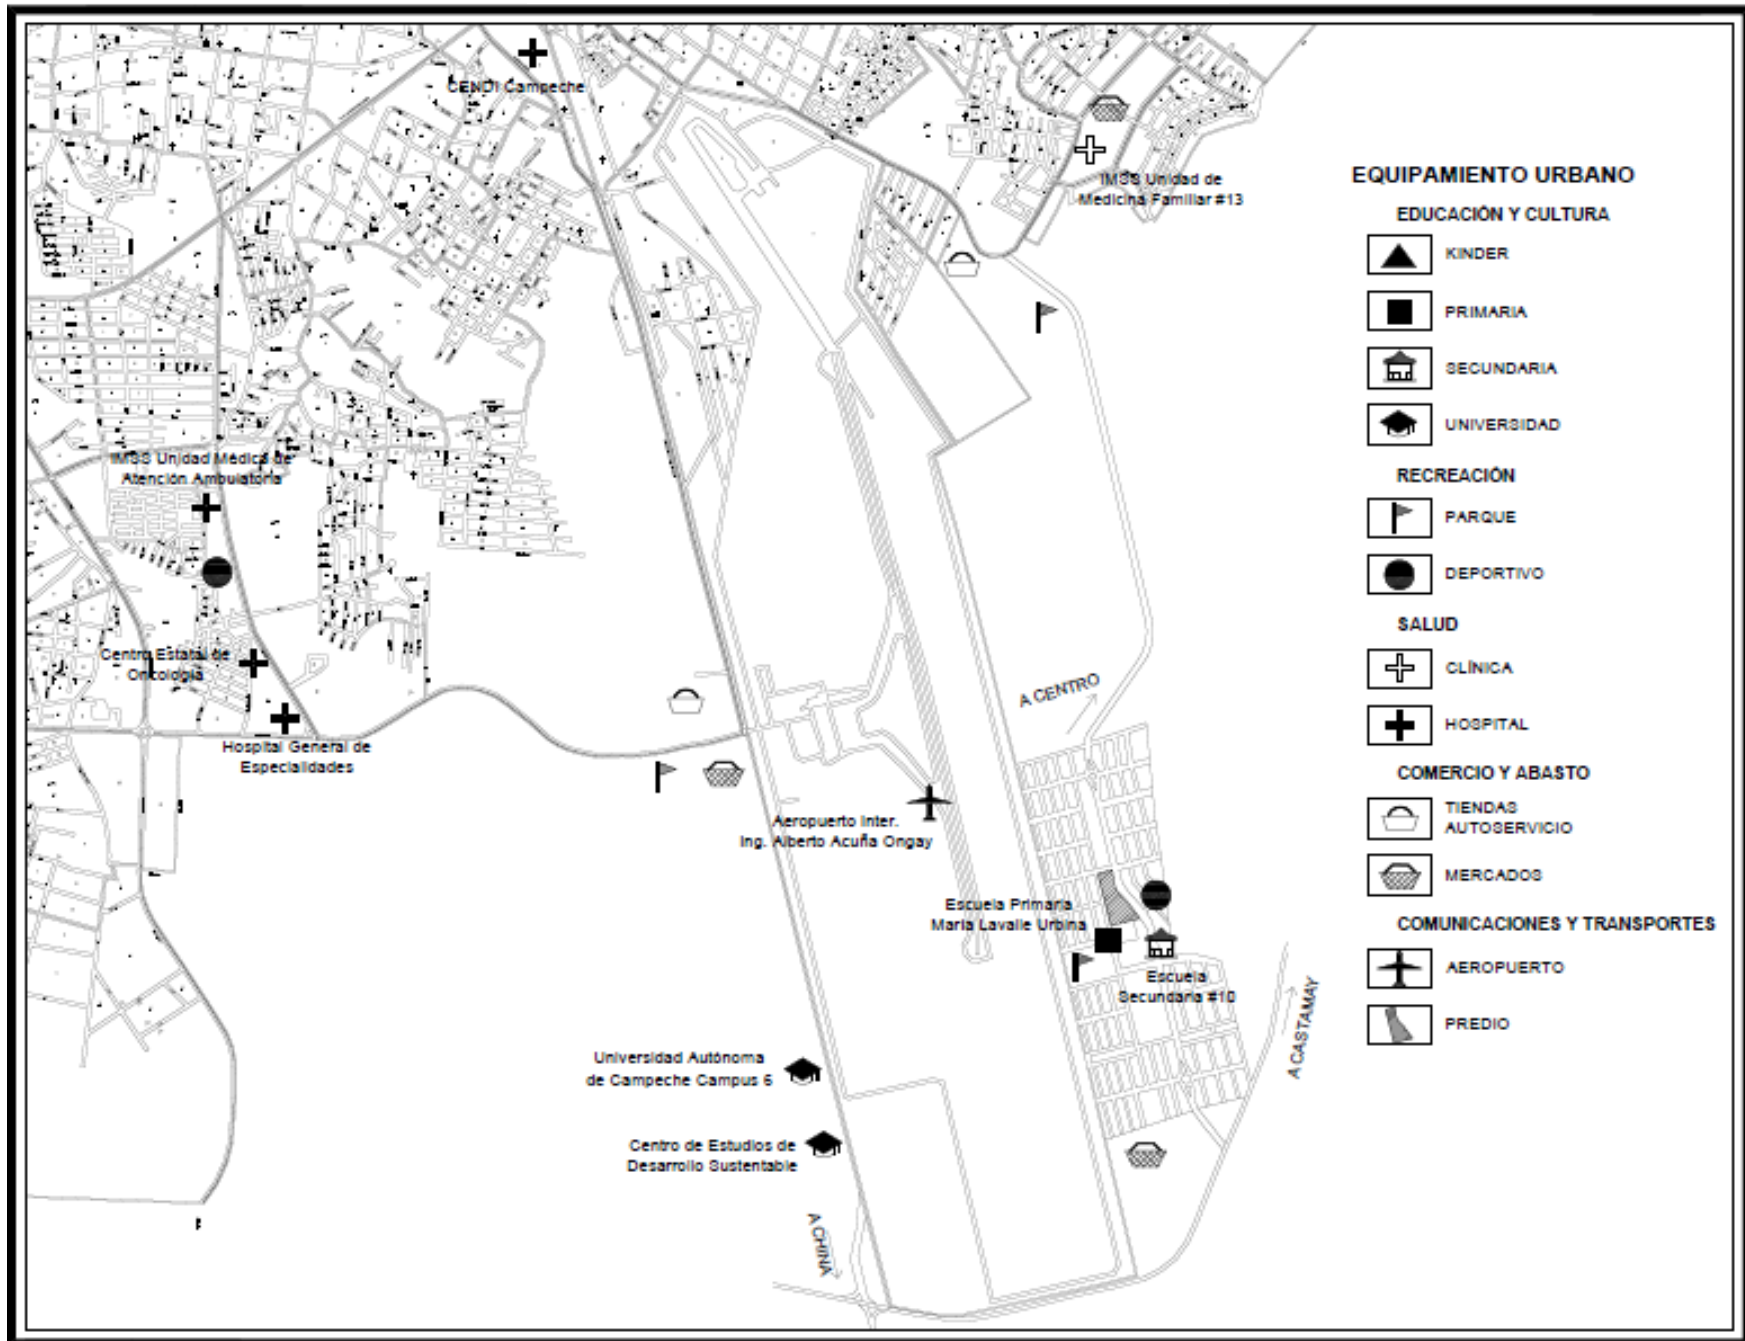 CENDI Campeche
IMSS Unidad de
Medicina Familiar #13
IMSS Unidad Médica de
Atención Ambulatoria
Centro Estatal de
Oncología
Hospital General de
Especialidades
A CENTRO
Aeropuerto Inter.
Ing. Alberto Acuña Ongay
Escuela Primaria
María Lavalle Urbina
Escuela
Secundaria #10
A CASTAMAY
Universidad Autónoma
de Campeche Campus 6
Centro de Estudios de
Desarrollo Sustentable
A CHINA
EQUIPAMIENTO URBANO
EDUCACIÓN Y CULTURA
KINDER
PRIMARIA
SECUNDARIA
UNIVERSIDAD
RECREACIÓN
PARQUE
DEPORTIVO
SALUD
CLÍNICA
HOSPITAL
COMERCIO Y ABASTO
TIENDAS
AUTOSERVICIO
MERCADOS
COMUNICACIONES Y TRANSPORTES
AEROPUERTO
PREDIO